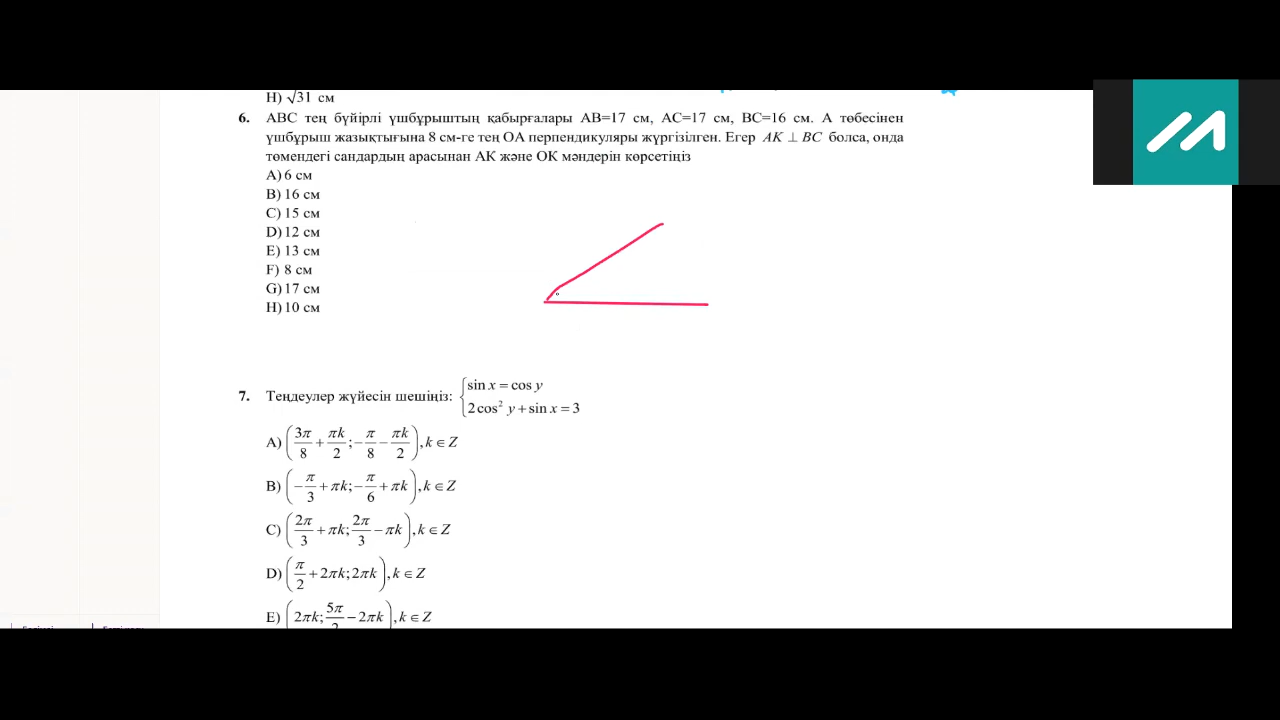 H) √31 см
6. ABC тең бүйірлі үшбұрыштың қабырғалары AB=17 см, AC=17 см, BC=16 см. A төбесінен
үшбұрыш жазықтығына 8 см-ге тең OA перпендикуляры жүргізілген. Егер AK ⊥ BC болса, онда
төмендегі сандардың арасынан AK және OK мәндерін көрсетіңіз
A) 6 см
B) 16 см
C) 15 см
D) 12 см
E) 13 см
F) 8 см
G) 17 см
H) 10 см
7. Теңдеулер жүйесін шешіңіз: {sin x = cos y
2cos² y + sin x = 3
A) (3π/8 + πk/2; −π/8 − πk/2), k ∈ Z
B) (−π/3 + πk; −π/6 + πk), k ∈ Z
C) (2π/3 + πk; 2π/3 − πk), k ∈ Z
D) (π/2 + 2πk; 2πk), k ∈ Z
E) (2πk; 5π/2 − 2πk), k ∈ Z